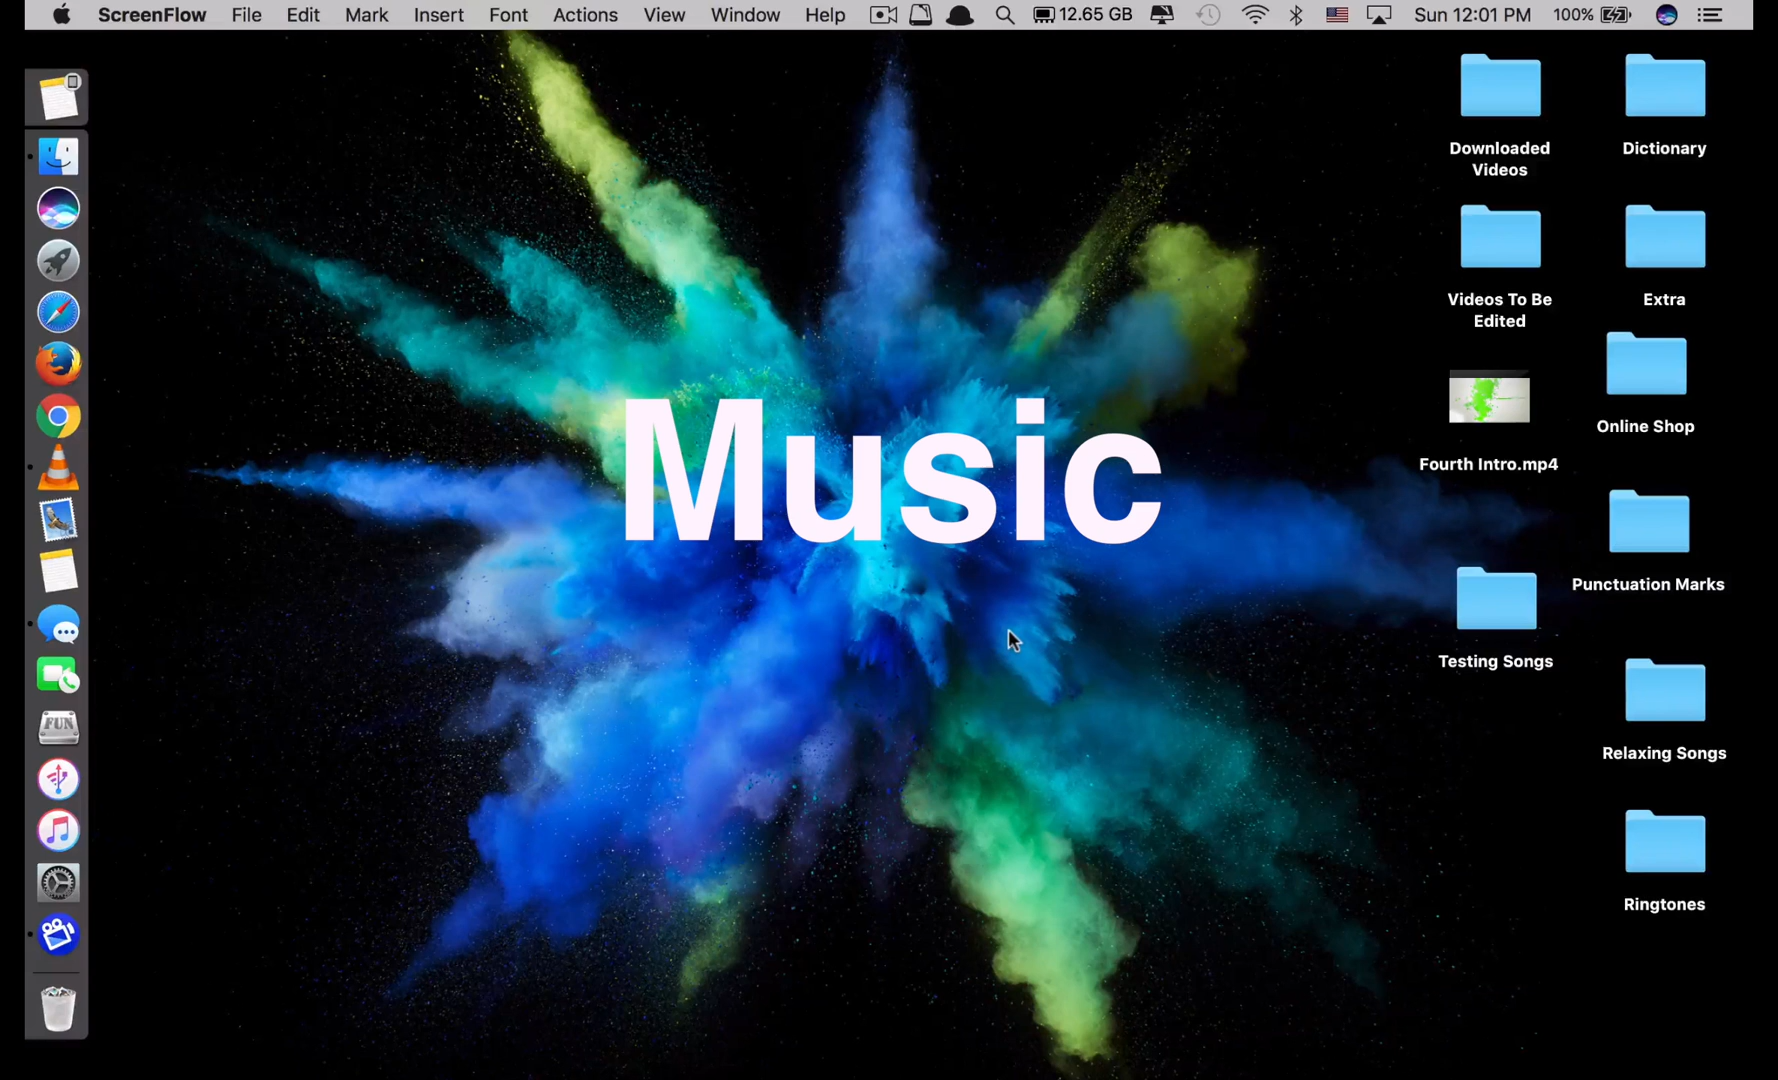 ScreenFlow File Edit Mark Insert Font Actions View Window Help 12.65 GB Sun 12:01 PM 100%
Downloaded
Videos
Dictionary
Videos To Be
Edited
Extra
Fourth Intro.mp4
Online Shop
Music
Punctuation Marks
Testing Songs
Relaxing Songs
FUN
Ringtones